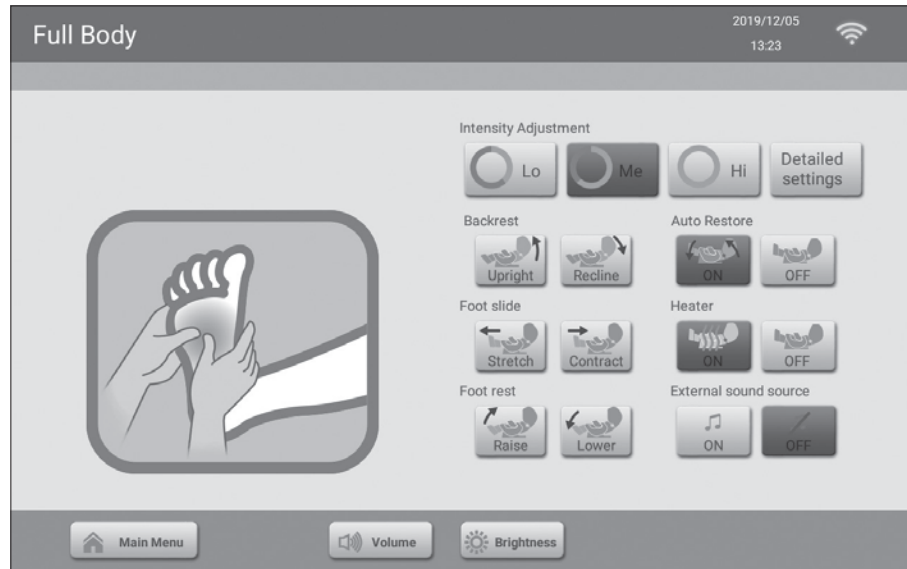 Full Body
2019/12/05
13:23
Intensity Adjustment
Lo
Me
Hi
Detailed
settings
Backrest
Auto Restore
Upright
Recline
ON
OFF
Foot slide
Heater
Stretch
Contract
ON
OFF
Foot rest
External sound source
Raise
Lower
ON
OFF
Main Menu
Volume
Brightness